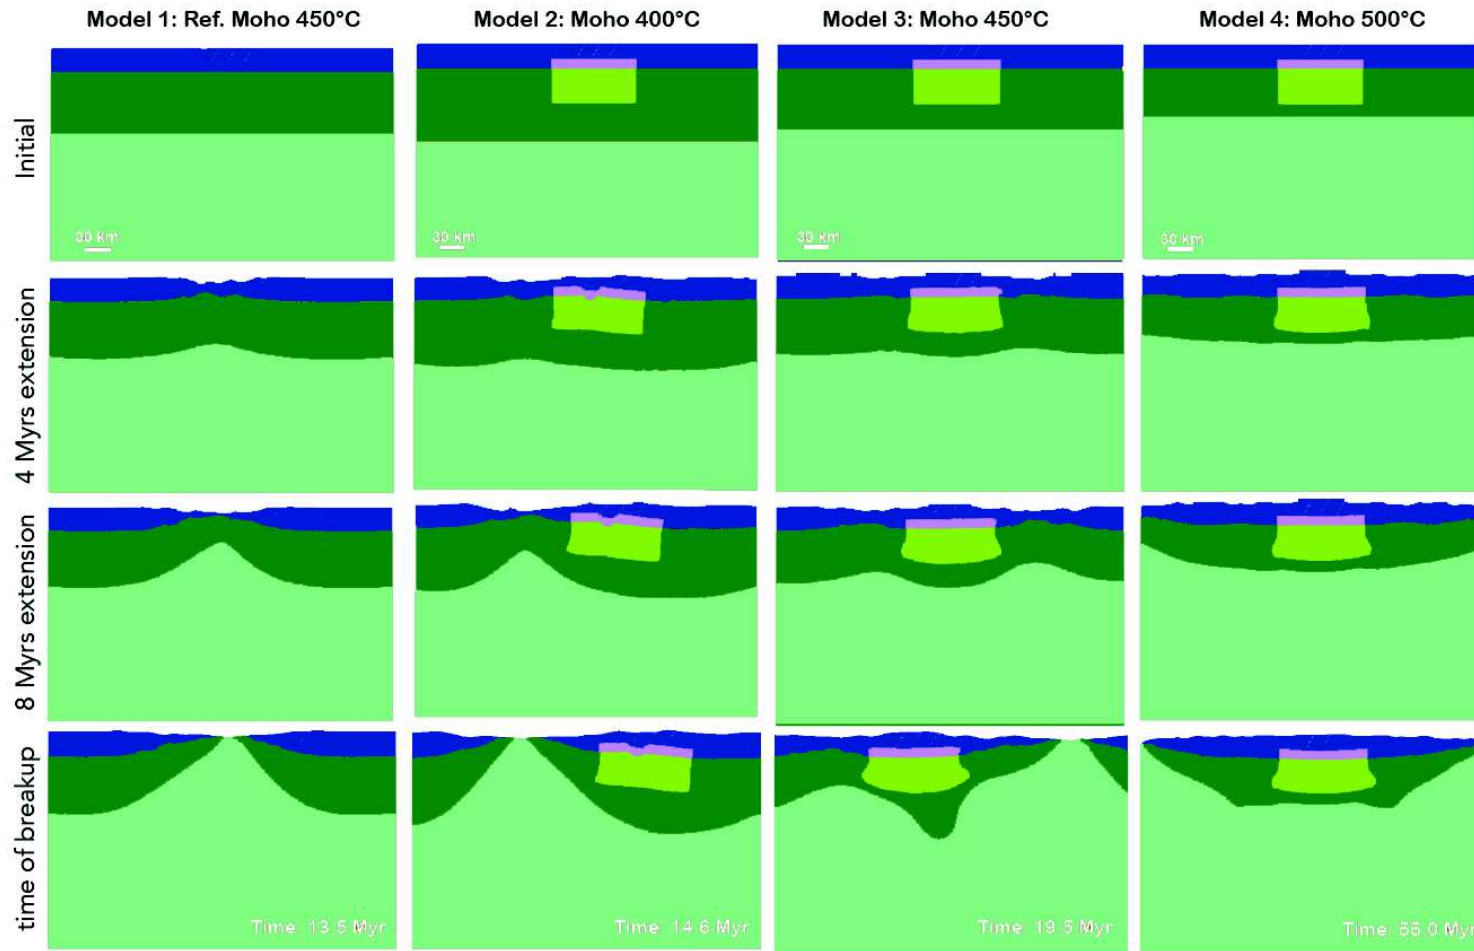 Model 1: Ref. Moho 450°C
Model 2: Moho 400°C
Model 3: Moho 450°C
Model 4: Moho 500°C
Initial
30 km
30 km
30 km
30 km
4 Myrs extension
8 Myrs extension
time of breakup
Time: 13.5 Myr
Time: 14.6 Myr
Time: 19.5 Myr
Time: 55.0 Myr